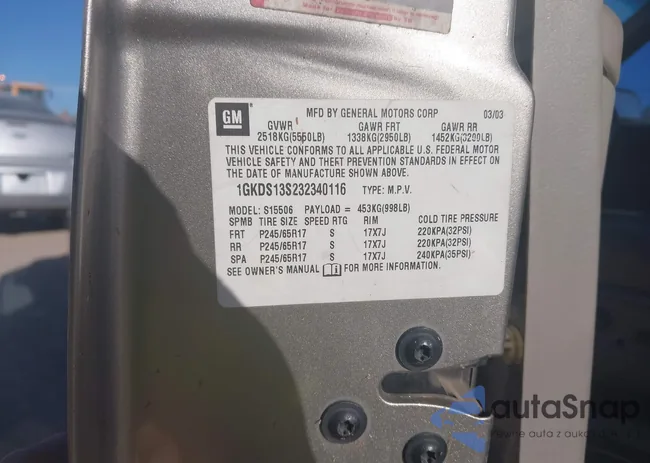 GM MFD BY GENERAL MOTORS CORP 03/03
GVWR GAWR FRT GAWR RR
2518KG(5550LB) 1338KG(2950LB) 1452KG(3200LB)
THIS VEHICLE CONFORMS TO ALL APPLICABLE U.S. FEDERAL MOTOR
VEHICLE SAFETY AND THEFT PREVENTION STANDARDS IN EFFECT ON
THE DATE OF MANUFACTURE SHOWN ABOVE.
1GKDS13S232340116 TYPE: M.P.V.
MODEL: S15506 PAYLOAD = 453KG(998LB)
SPMB TIRE SIZE SPEED RTG RIM COLD TIRE PRESSURE
FRT P245/65R17 S 17X7J 220KPA(32PSI)
RR P245/65R17 S 17X7J 220KPA(32PSI)
SPA P245/65R17 S 17X7J 240KPA(35PSI)
SEE OWNER'S MANUAL FOR MORE INFORMATION.
autaSnap
auta z